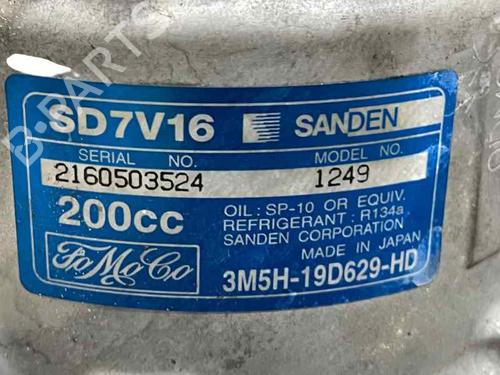 SD7V16 SANDEN
SERIAL NO. MODEL NO.
2160503524 1249
200cc
OIL : SP-10 OR EQUIV.
REFRIGERANT : R134a
SANDEN CORPORATION
MADE IN JAPAN
FoMoCo
3M5H-19D629-HD
B-PARTS